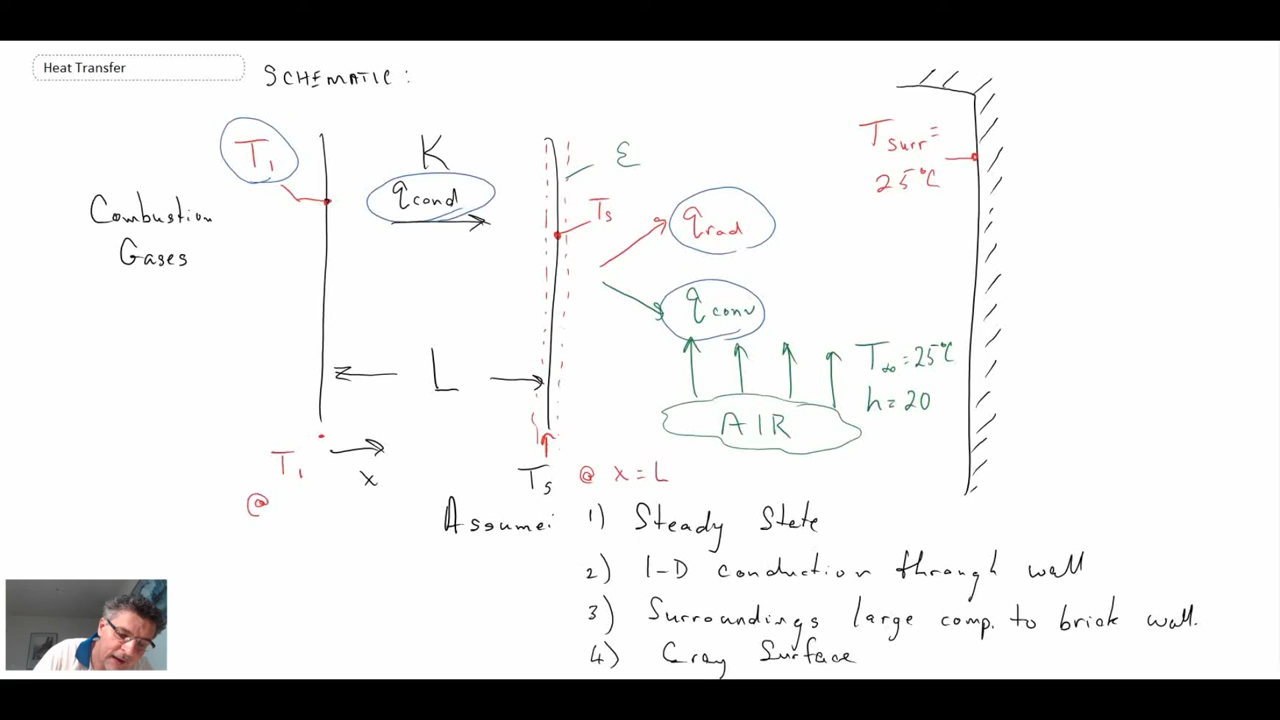 Heat Transfer
SCHEMATIC:
T1
K
qcond
ε
Ts
qrad
Tsurr =
25°C
Combustion
Gases
qconv
L
T∞ = 25°C
h = 20
AIR
T1
x
@
Ts @ x = L
Assume: 1) Steady State
2) 1-D conduction through wall
3) Surroundings large comp. to brick wall.
4) Gray Surface